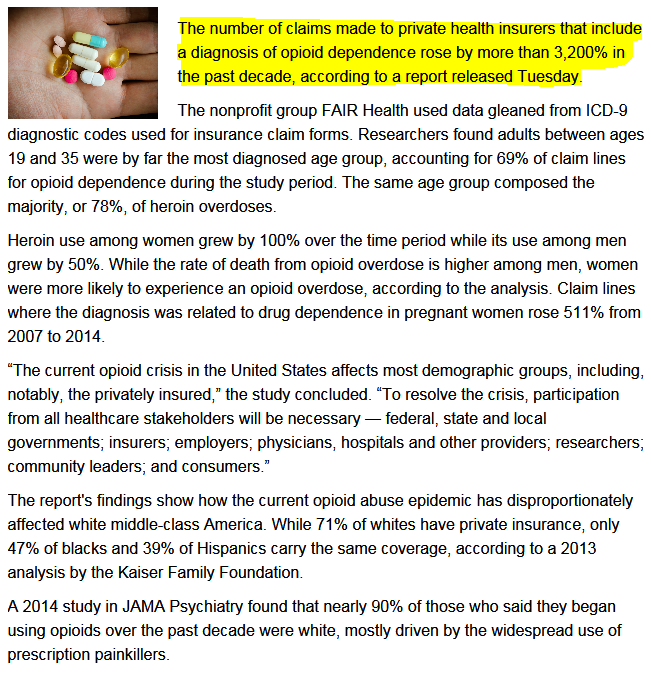 The number of claims made to private health insurers that include
a diagnosis of opioid dependence rose by more than 3,200% in
the past decade, according to a report released Tuesday.
The nonprofit group FAIR Health used data gleaned from ICD-9
diagnostic codes used for insurance claim forms. Researchers found adults between ages
19 and 35 were by far the most diagnosed age group, accounting for 69% of claim lines
for opioid dependence during the study period. The same age group composed the
majority, or 78%, of heroin overdoses.
Heroin use among women grew by 100% over the time period while its use among men
grew by 50%. While the rate of death from opioid overdose is higher among men, women
were more likely to experience an opioid overdose, according to the analysis. Claim lines
where the diagnosis was related to drug dependence in pregnant women rose 511% from
2007 to 2014.
“The current opioid crisis in the United States affects most demographic groups, including,
notably, the privately insured,” the study concluded. “To resolve the crisis, participation
from all healthcare stakeholders will be necessary — federal, state and local
governments; insurers; employers; physicians, hospitals and other providers; researchers;
community leaders; and consumers.”
The report's findings show how the current opioid abuse epidemic has disproportionately
affected white middle-class America. While 71% of whites have private insurance, only
47% of blacks and 39% of Hispanics carry the same coverage, according to a 2013
analysis by the Kaiser Family Foundation.
A 2014 study in JAMA Psychiatry found that nearly 90% of those who said they began
using opioids over the past decade were white, mostly driven by the widespread use of
prescription painkillers.